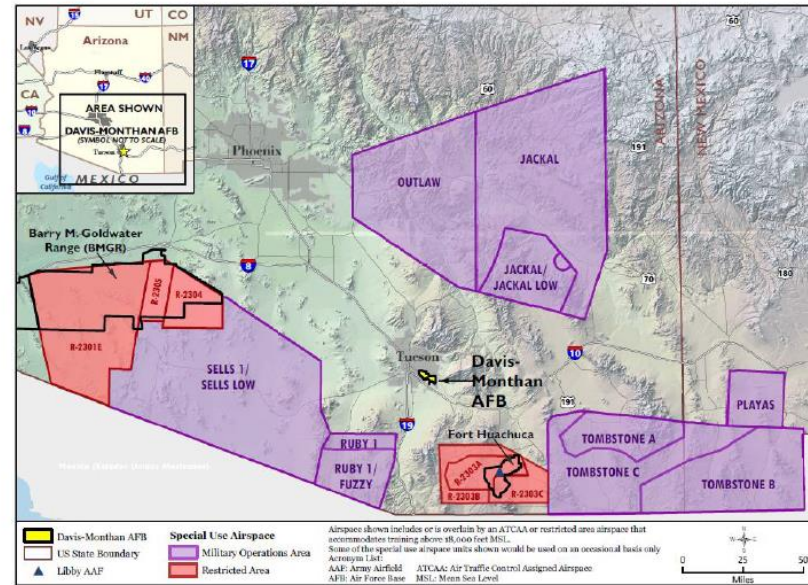 NV
UT
CO
Arizona
NM
Flagstaff
CA
AREA SHOWN
DAVIS-MONTHAN AFB
(SYMBOL NOT TO SCALE)
Tucson
MEXICO
Gulf of
California
17
60
60
Phoenix
ARIZONA
NEW MEXICO
191
OUTLAW
JACKAL
JACKAL/
JACKAL LOW
70
180
Barry M. Goldwater
Range (BMGR)
8
R-2305
R-2304
R-2301E
SELLS 1/
SELLS LOW
Tucson
Davis-
Monthan
AFB
10
191
19
PLAYAS
RUBY 1
RUBY 1/
FUZZY
Fort Huachuca
R-2303A
R-2303B
R-2303C
TOMBSTONE A
TOMBSTONE C
TOMBSTONE B
Davis-Monthan AFB
US State Boundary
Libby AAF
Special Use Airspace
Military Operations Area
Restricted Area
Airspace shown includes or is overlain by an ATCAA or restricted area airspace that
accommodates training above 18,000 feet MSL.
Some of the special use airspace units shown would be used on an occasional basis only
Acronym List:
AAF: Army Airfield ATCAA: Air Traffic Control Assigned Airspace
AFB: Air Force Base MSL: Mean Sea Level
0 25 50
Miles